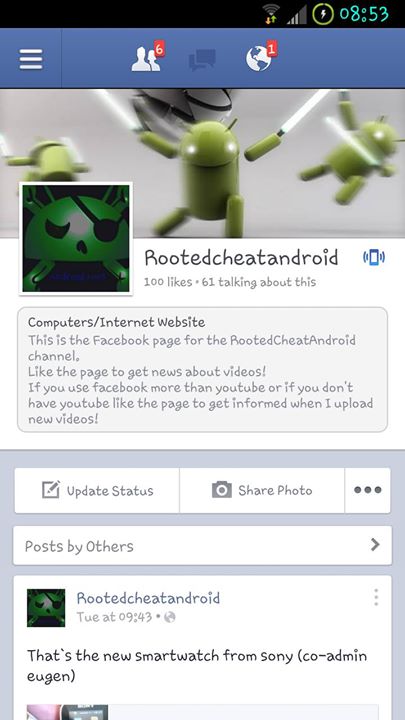 08:53
6
1
Rootedcheatandroid
100 likes • 61 talking about this
Computers/Internet Website
This is the Facebook page for the RootedCheatAndroid
channel.
Like the page to get news about videos!
If you use facebook more than youtube or if you don't
have youtube like the page to get informed when I upload
new videos!
Update Status
Share Photo
Posts by Others
Rootedcheatandroid
Tue at 09:43 •
That`s the new smartwatch from sony (co-admin
eugen)
SONY